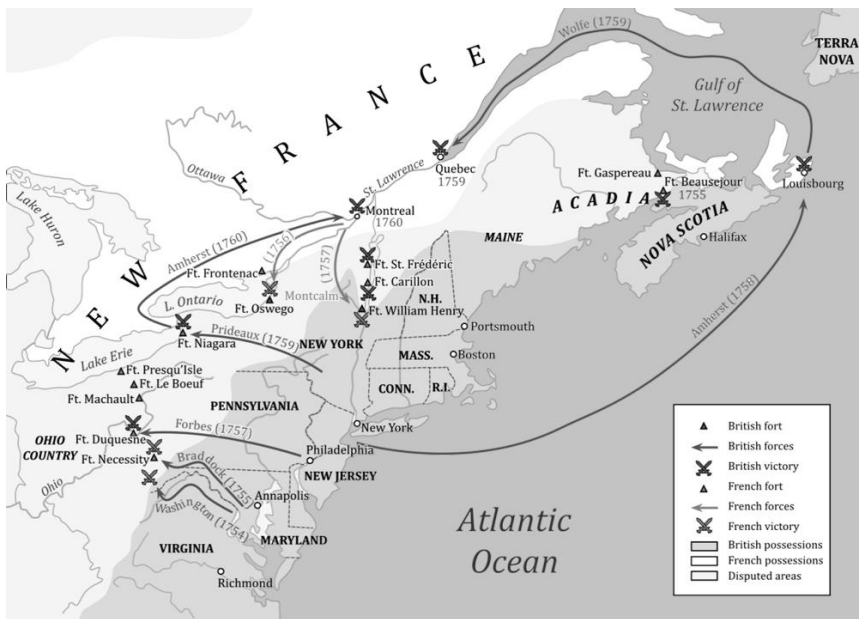 Wolfe (1759)
TERRA
NOVA
Gulf of
St. Lawrence
NEW FRANCE
Ottawa
St. Lawrence
Quebec
1759
Ft. Gaspereau
Ft. Beausejour
1755
Louisbourg
ACADIA
Lake Huron
Montreal
1760
NOVA SCOTIA
Halifax
MAINE
Amherst (1760)
(1756)
(1757)
Ft. Frontenac
Ft. St. Frédéric
Ft. Carillon
Montcalm
L. Ontario
Ft. Oswego
N.H.
Ft. William Henry
Amherst (1758)
Portsmouth
Prideaux (1759)
Ft. Niagara
NEW YORK
Lake Erie
MASS.
Boston
Ft. Presqu'Isle
Ft. Le Boeuf
CONN.
R.I.
Ft. Machault
PENNSYLVANIA
New York
Forbes (1757)
OHIO
COUNTRY
Ft. Duquesne
Philadelphia
Ft. Necessity
Braddock (1755)
NEW JERSEY
Ohio
Annapolis
Washington (1754)
MARYLAND
VIRGINIA
Richmond
Atlantic
Ocean
British fort
British forces
British victory
French fort
French forces
French victory
British possessions
French possessions
Disputed areas